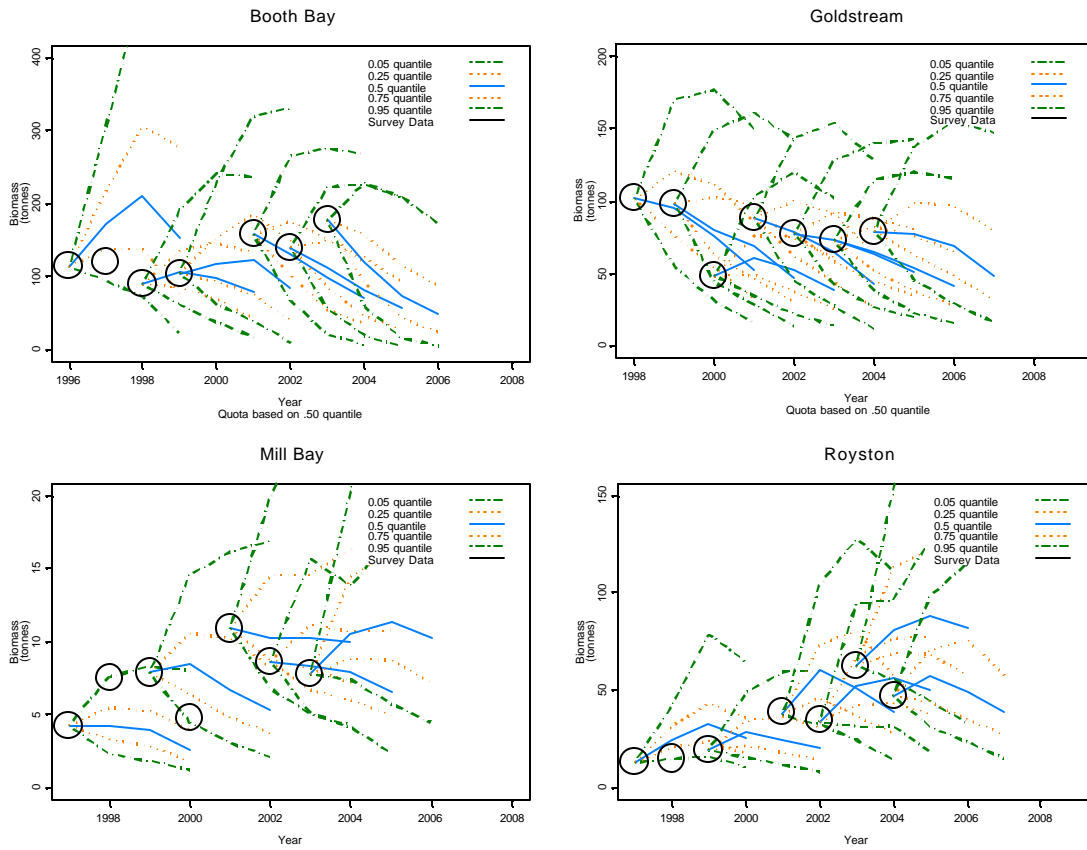 Booth Bay
400
300
200
100
0
Biomass
(tonnes)
0.05 quantile
0.25 quantile
0.5 quantile
0.75 quantile
0.95 quantile
Survey Data
1996
1998
2000
2002
2004
2006
2008
Year
Quota based on .50 quantile
Goldstream
200
150
100
50
0
Biomass
(tonnes)
0.05 quantile
0.25 quantile
0.5 quantile
0.75 quantile
0.95 quantile
Survey Data
1998
2000
2002
2004
2006
2008
Year
Quota based on .50 quantile
Mill Bay
20
15
10
5
0
Biomass
(tonnes)
0.05 quantile
0.25 quantile
0.5 quantile
0.75 quantile
0.95 quantile
Survey Data
1998
2000
2002
2004
2006
2008
Year
Royston
150
100
50
0
Biomass
(tonnes)
0.05 quantile
0.25 quantile
0.5 quantile
0.75 quantile
0.95 quantile
Survey Data
1998
2000
2002
2004
2006
2008
Year